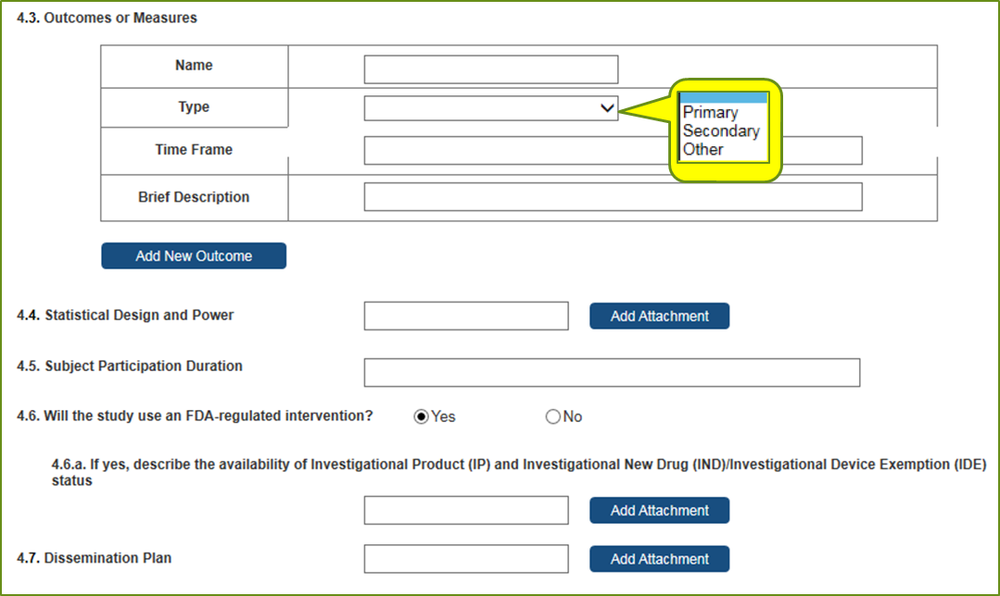 4.3. Outcomes or Measures
Name
Type
Primary
Secondary
Other
Time Frame
Brief Description
Add New Outcome
4.4. Statistical Design and Power
Add Attachment
4.5. Subject Participation Duration
4.6. Will the study use an FDA-regulated intervention? Yes No
4.6.a. If yes, describe the availability of Investigational Product (IP) and Investigational New Drug (IND)/Investigational Device Exemption (IDE)
status
Add Attachment
4.7. Dissemination Plan
Add Attachment